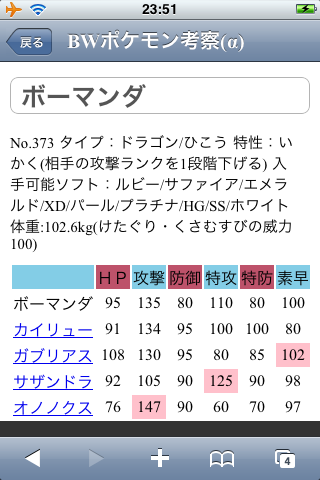 23:51
戻る BWポケモン考察(α)
ボーマンダ
No.373 タイプ：ドラゴン/ひこう 特性：い
かく(相手の攻撃ランクを1段階下げる) 入
手可能ソフト：ルビー/サファイア/エメラ
ルド/XD/パール/プラチナ/HG/SS/ホワイト
体重:102.6kg(けたぐり・くさむすびの威力
100)
ＨＰ 攻撃 防御 特攻 特防 素早
ボーマンダ 95 135 80 110 80 100
カイリュー 91 134 95 100 100 80
ガブリアス 108 130 95 80 85 102
サザンドラ 92 105 90 125 90 98
オノノクス 76 147 90 60 70 97
4